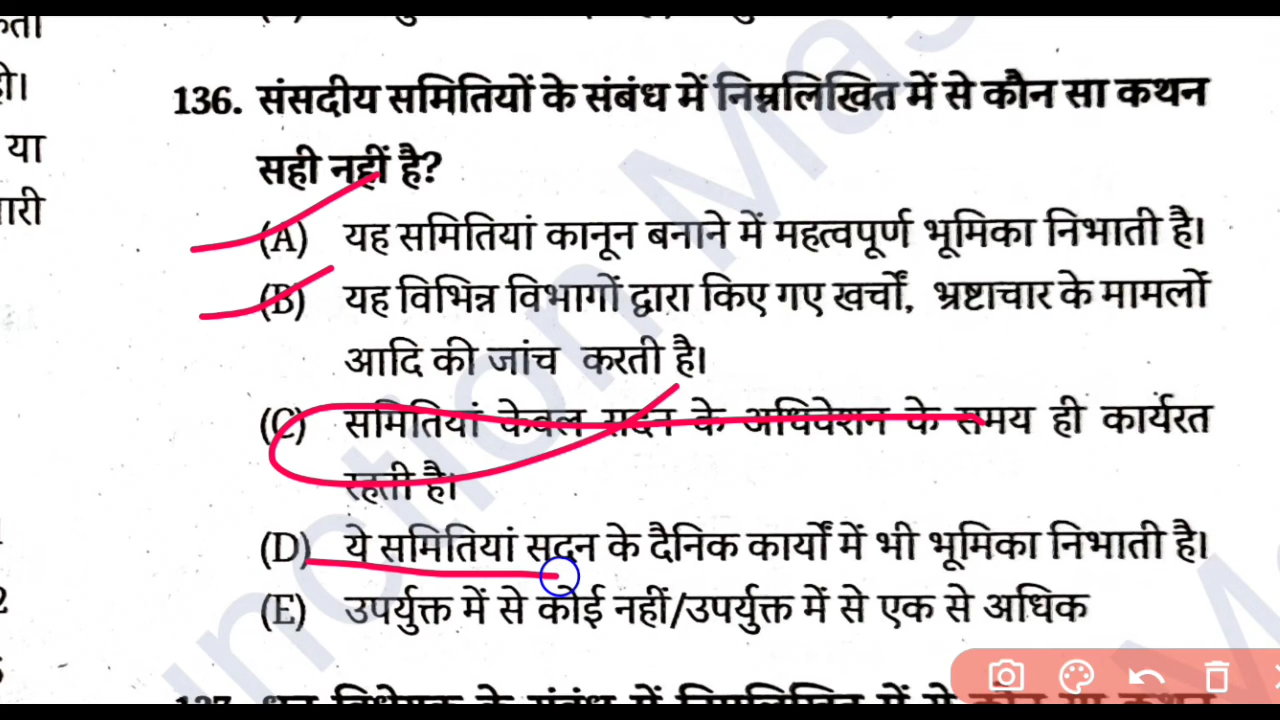 या
136. संसदीय समितियों के संबंध में निम्नलिखित में से कौन सा कथन
सही नहीं है?
(A) यह समितियां कानून बनाने में महत्वपूर्ण भूमिका निभाती है।
(B) यह विभिन्न विभागों द्वारा किए गए खर्चों, भ्रष्टाचार के मामलों
आदि की जांच करती है।
(C) समितियां केवल सदन के अधिवेशन के समय ही कार्यरत
रहती है।
(D) ये समितियां सदन के दैनिक कार्यों में भी भूमिका निभाती है।
(E) उपर्युक्त में से कोई नहीं/उपर्युक्त में से एक से अधिक